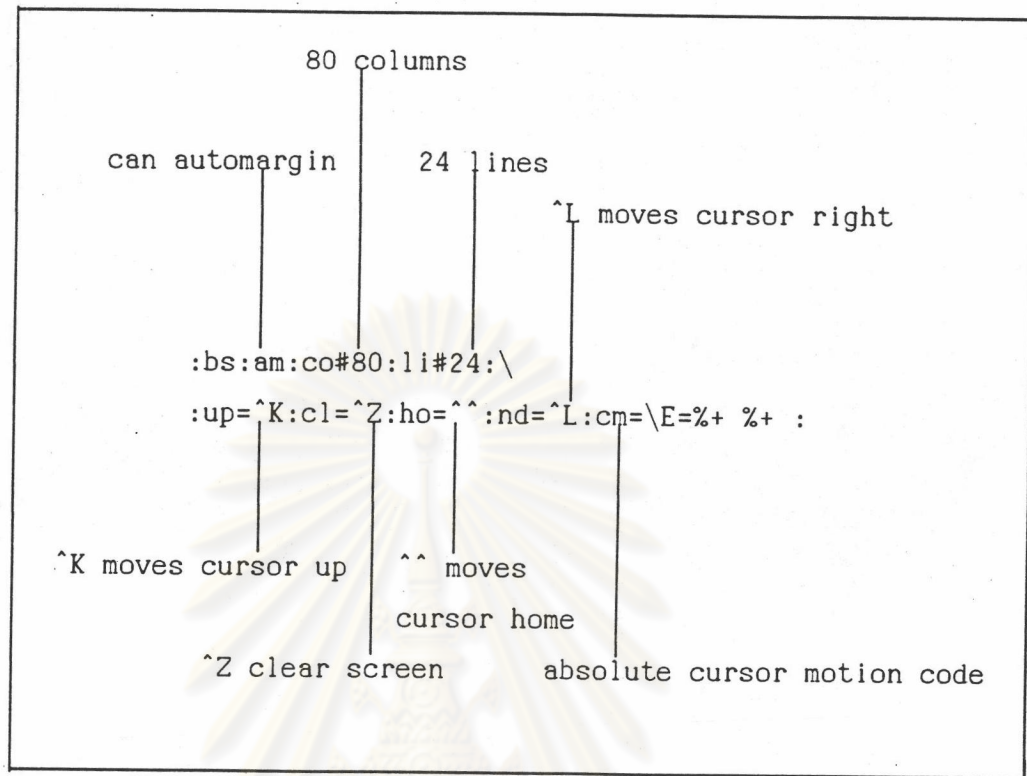 80 columns
can automargin 24 lines
^L moves cursor right
:bs:am:co#80:li#24:\
:up=^K:cl=^Z:ho=^^:nd=^L:cm=\E=%+ %+ :
^K moves cursor up ^^ moves
cursor home
^Z clear screen absolute cursor motion code